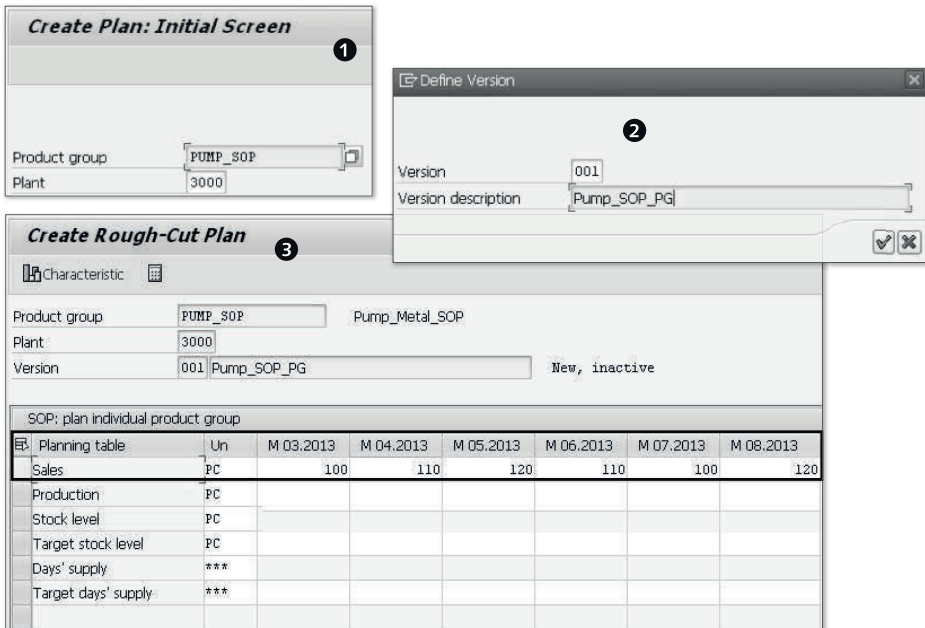 Create Plan: Initial Screen
❶
Product group PUMP_SOP
Plant 3000
Define Version
❷
Version 001
Version description Pump_SOP_PG
Create Rough-Cut Plan
❸
Characteristic
Product group PUMP_SOP Pump_Metal_SOP
Plant 3000
Version 001 Pump_SOP_PG New, inactive
SOP: plan individual product group
Planning table Un M 03.2013 M 04.2013 M 05.2013 M 06.2013 M 07.2013 M 08.2013
Sales PC 100 110 120 110 100 120
Production PC
Stock level PC
Target stock level PC
Days' supply ***
Target days' supply ***